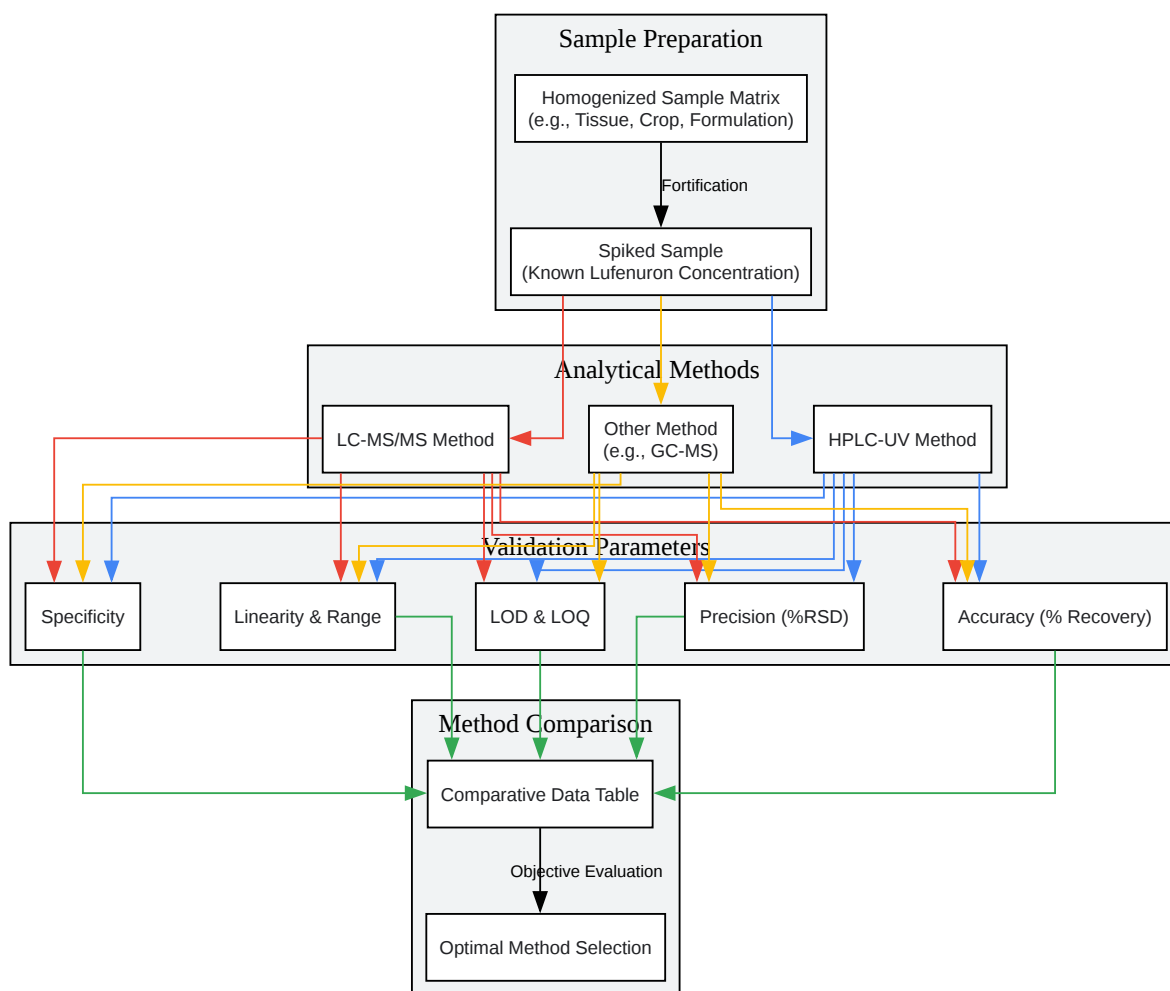 Sample Preparation
Homogenized Sample Matrix
(e.g., Tissue, Crop, Formulation)
Fortification
Spiked Sample
(Known Lufenuron Concentration)
Analytical Methods
LC-MS/MS Method
Other Method
(e.g., GC-MS)
HPLC-UV Method
Validation Parameters
Specificity
Linearity & Range
LOD & LOQ
Precision (%RSD)
Accuracy (% Recovery)
Method Comparison
Comparative Data Table
Objective Evaluation
Optimal Method Selection